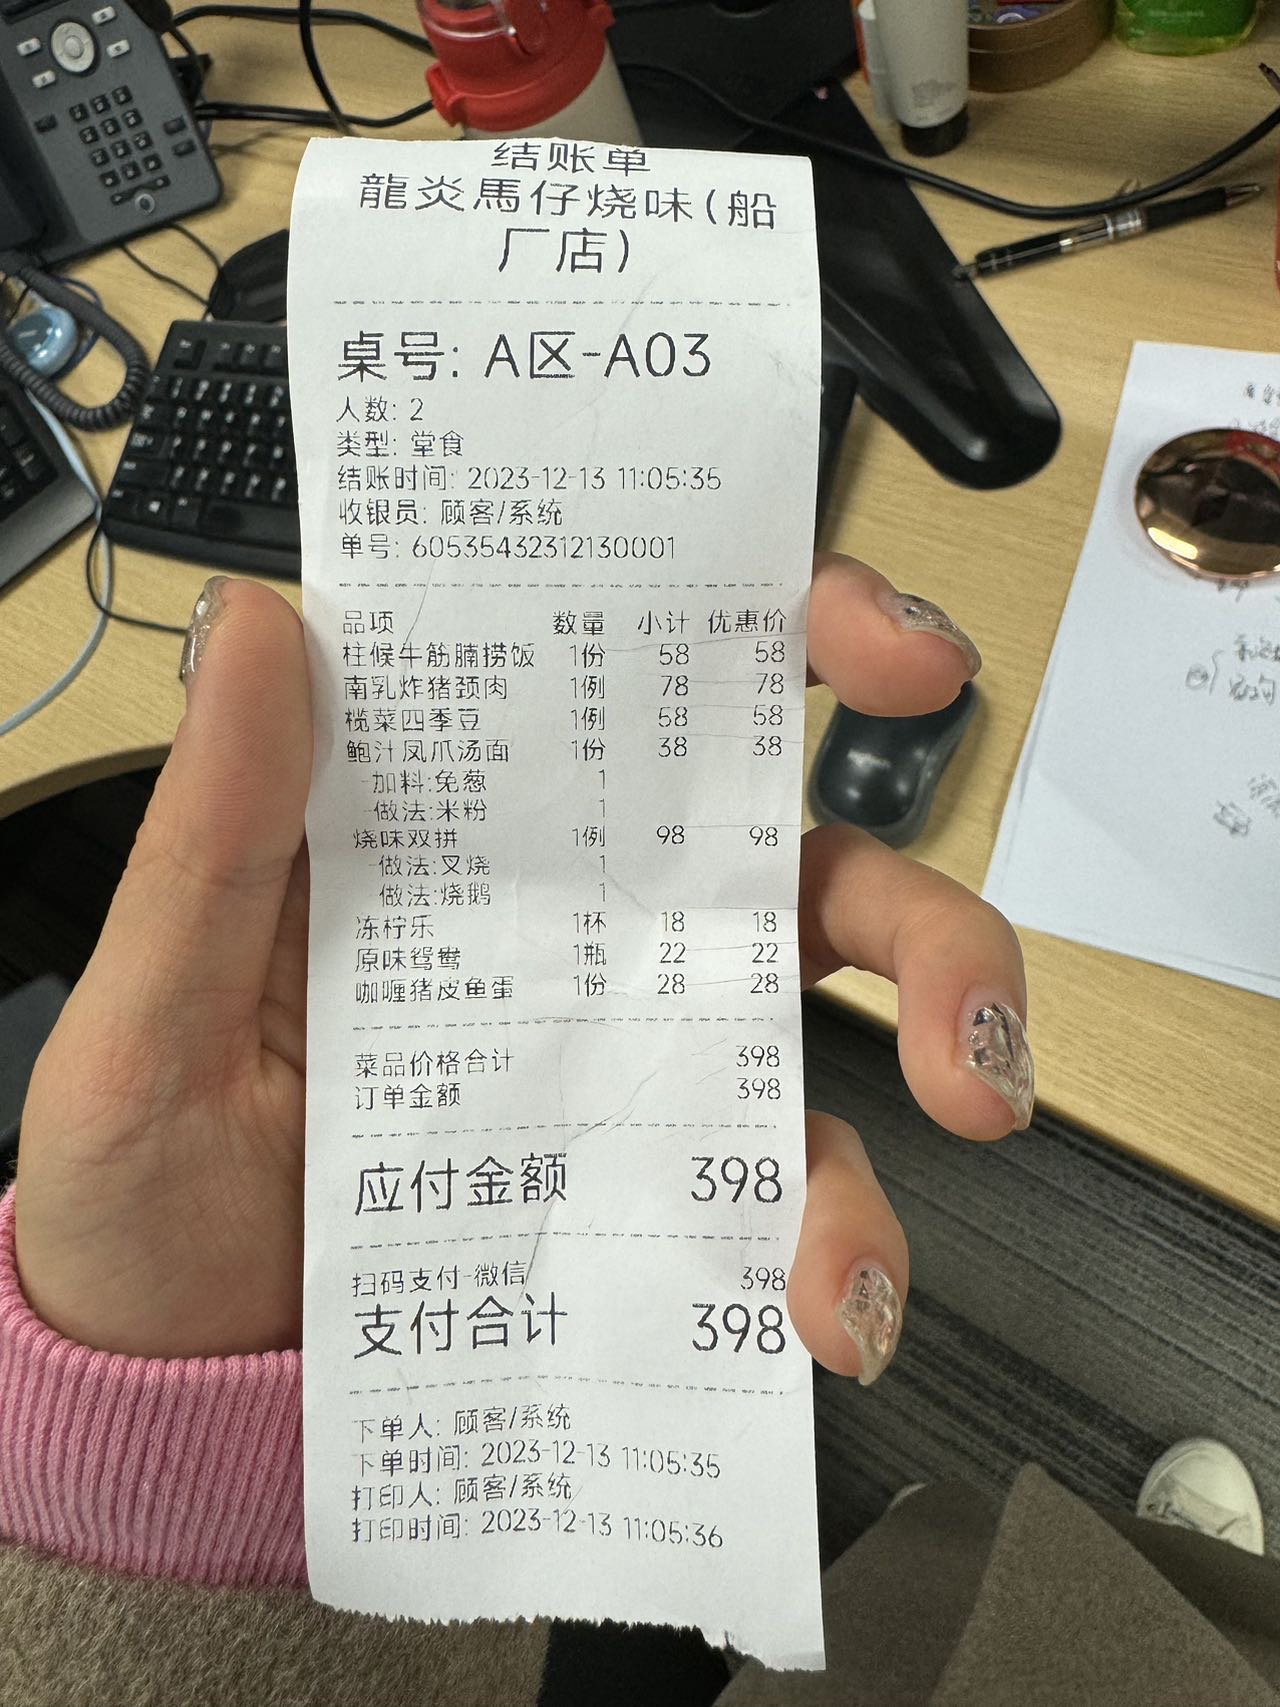 结账单
龍炎馬仔烧味(船
厂店)
桌号: A区-A03
人数: 2
类型: 堂食
结账时间: 2023-12-13 11:05:35
收银员: 顾客/系统
单号: 60535432312130001
品项 数量 小计 优惠价
柱候牛筋腩捞饭 1份 58 58
南乳炸猪颈肉 1例 78 78
榄菜四季豆 1例 58 58
鲍汁凤爪汤面 1份 38 38
-加料:免葱 1
-做法:米粉 1
烧味双拼 1例 98 98
-做法:叉烧 1
做法:烧鹅 1
冻柠乐 1杯 18 18
原味鸳鸯 1瓶 22 22
咖喱猪皮鱼蛋 1份 28 28
菜品价格合计 398
订单金额 398
应付金额 398
扫码支付-微信 398
支付合计 398
下单人: 顾客/系统
下单时间: 2023-12-13 11:05:35
打印人: 顾客/系统
打印时间: 2023-12-13 11:05:36